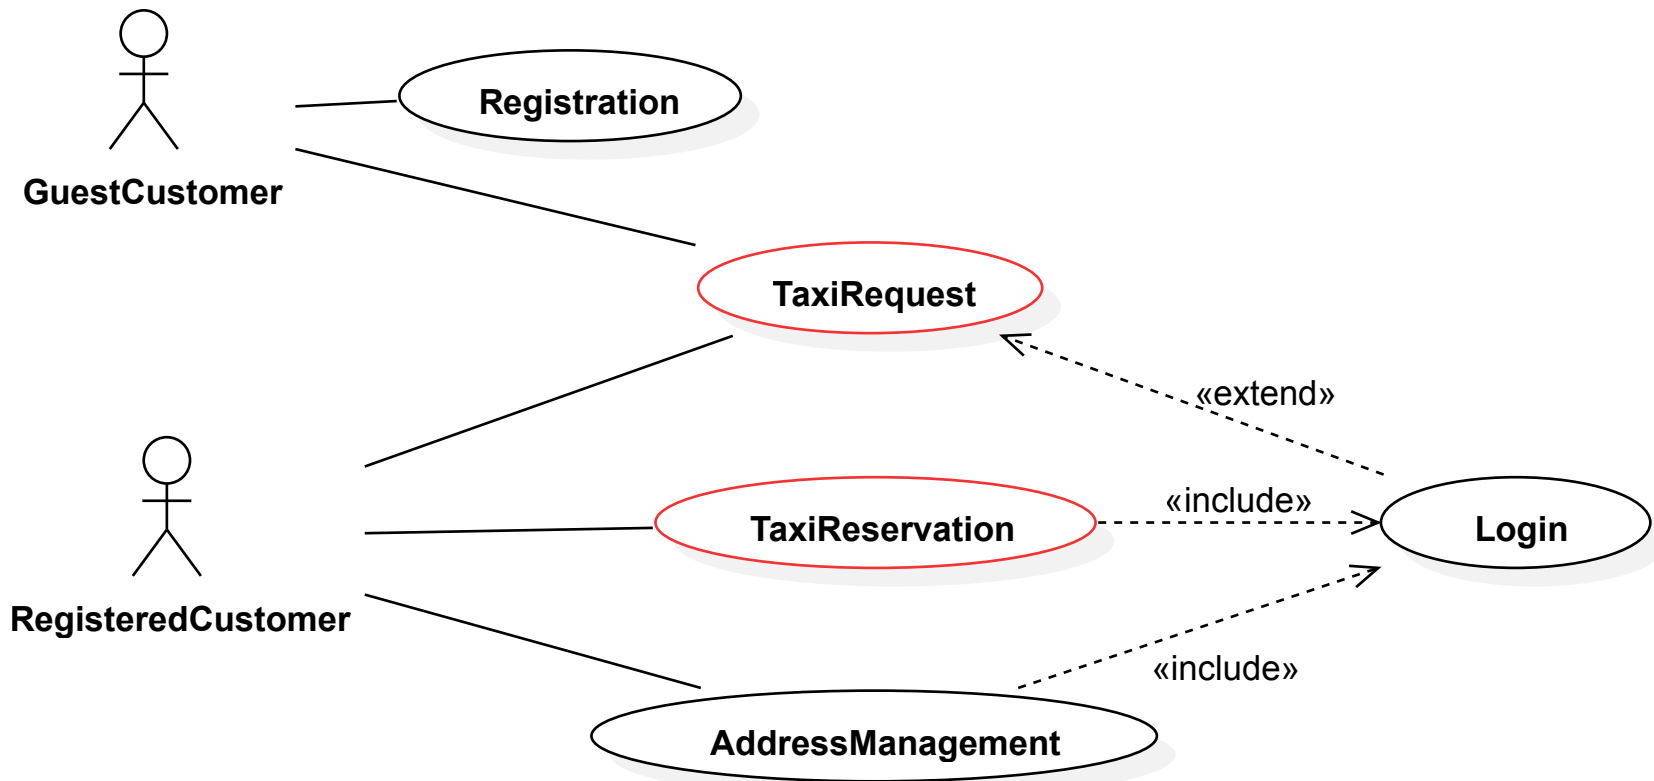 Registration
GuestCustomer
TaxiRequest
«extend»
«include»
TaxiReservation
Login
RegisteredCustomer
«include»
AddressManagement